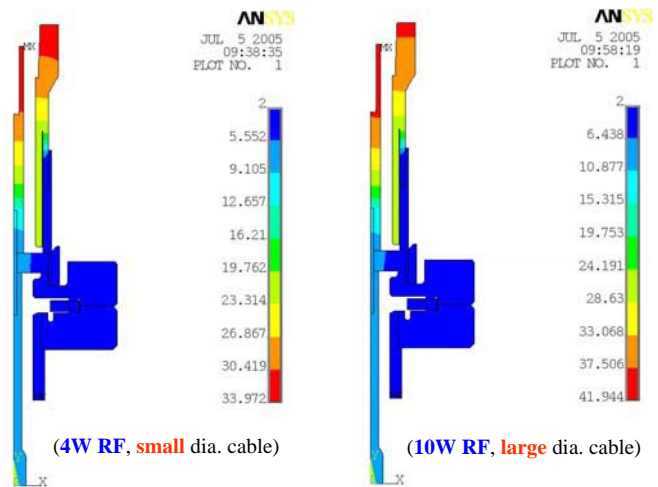 ANSYS
JUL 5 2005
09:38:35
PLOT NO. 1
MX
2
5.552
9.105
12.657
16.21
19.762
23.314
26.867
30.419
33.972
X
(4W RF, small dia. cable)
ANSYS
JUL 5 2005
09:58:19
PLOT NO. 1
MX
2
6.438
10.877
15.315
19.753
24.191
28.63
33.068
37.506
41.944
X
(10W RF, large dia. cable)